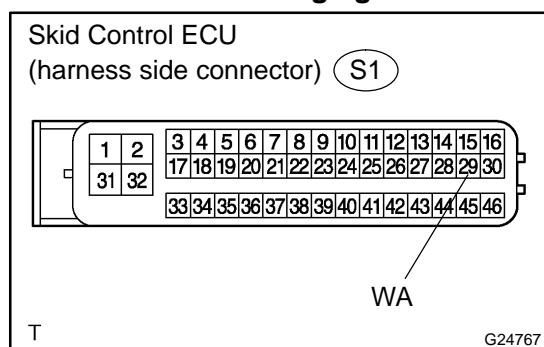 Skid Control ECU
(harness side connector) S1
1 2 3 4 5 6 7 8 9 10 11 12 13 14 15 16
31 32 17 18 19 20 21 22 23 24 25 26 27 28 29 30
33 34 35 36 37 38 39 40 41 42 43 44 45 46
WA
T G24767